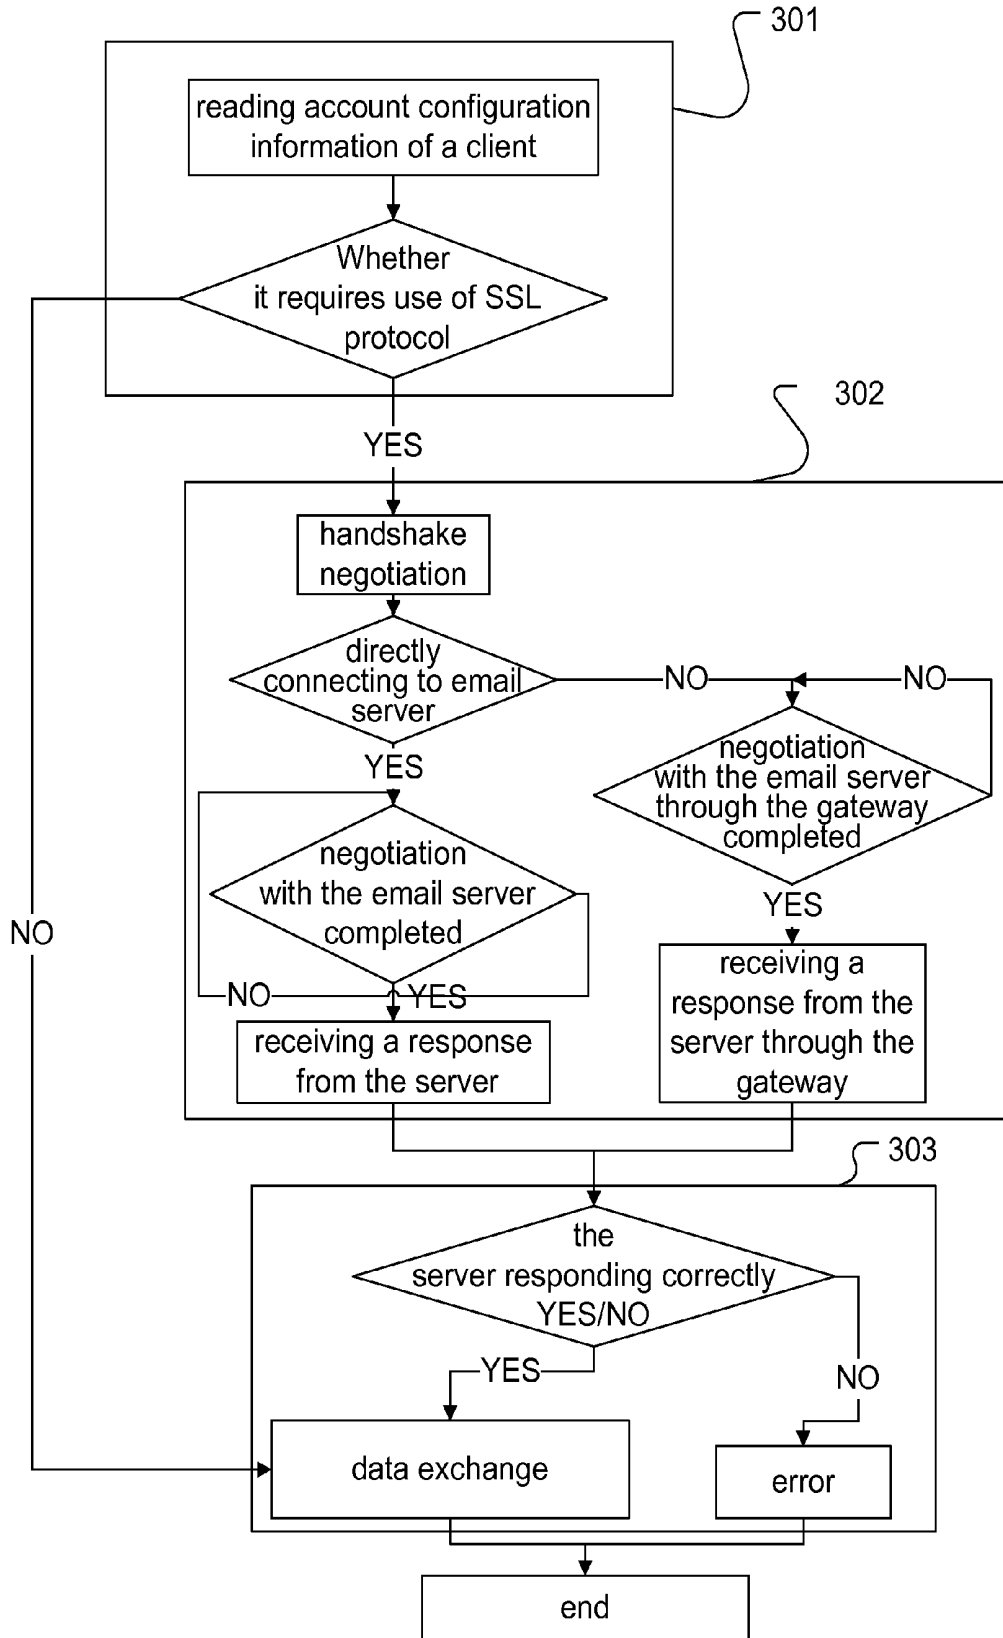 301
reading account configuration
information of a client
Whether
it requires use of SSL
protocol
302
YES
handshake
negotiation
directly
connecting to email
server
NO
NO
YES
negotiation
with the email server
through the gateway
completed
negotiation
with the email server
completed
YES
NO
NO
YES
receiving a response
from the server
receiving a
response from the
server through the
gateway
303
the
server responding correctly
YES/NO
YES
NO
data exchange
error
end